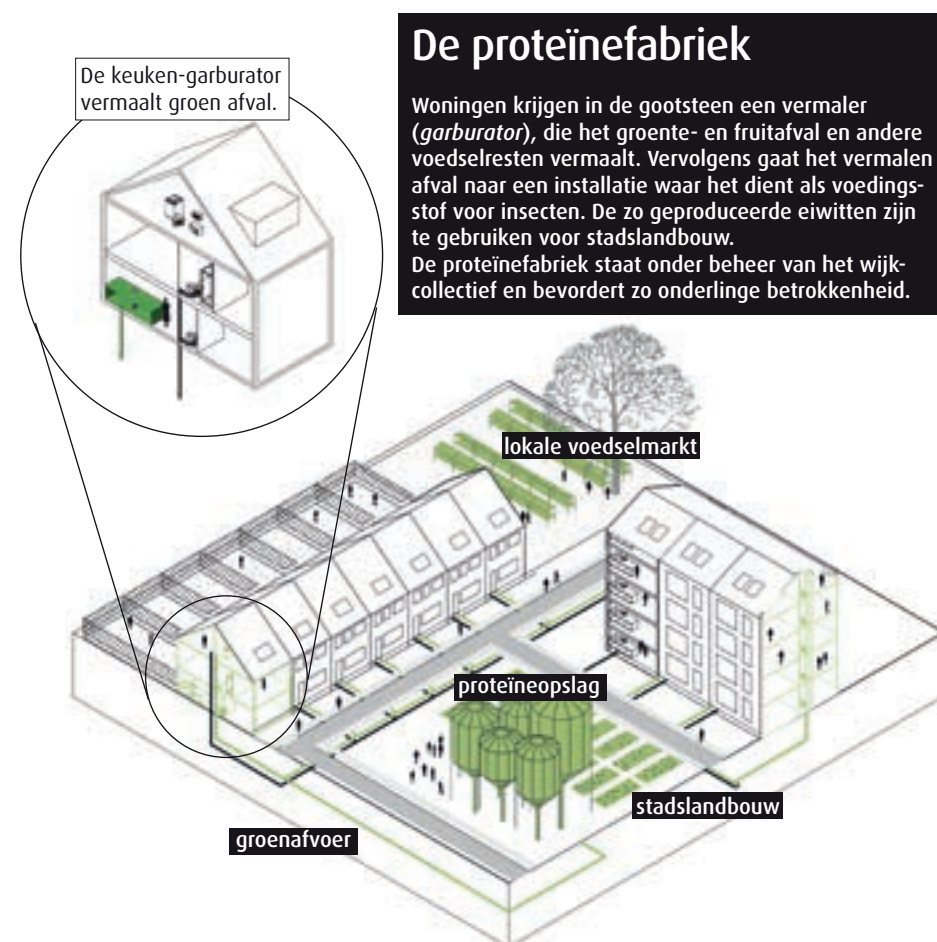 De keuken-garburator
vermaalt groen afval.
De proteïnefabriek
Woningen krijgen in de gootsteen een vermaler
(garburator), die het groente- en fruitafval en andere
voedselresten vermaalt. Vervolgens gaat het vermalen
afval naar een installatie waar het dient als voedings-
stof voor insecten. De zo geproduceerde eiwitten zijn
te gebruiken voor stadslandbouw.
De proteïnefabriek staat onder beheer van het wijk-
collectief en bevordert zo onderlinge betrokkenheid.
lokale voedselmarkt
proteïneopslag
stadslandbouw
groenafvoer